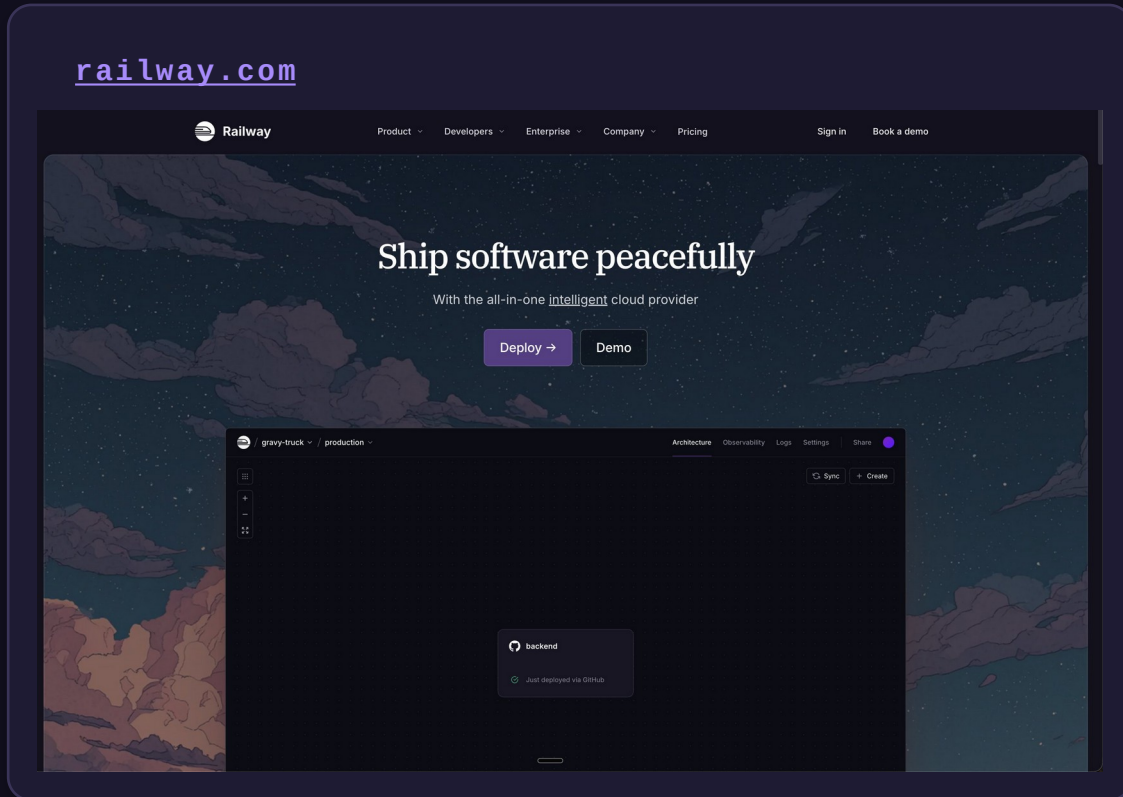 railway.com
Railway Product Developers Enterprise Company Pricing Sign in Book a demo
Ship software peacefully
With the all-in-one intelligent cloud provider
Deploy → Demo
/ gravy-truck / production Architecture Observability Logs Settings Share
Sync + Create
backend
Just deployed via GitHub